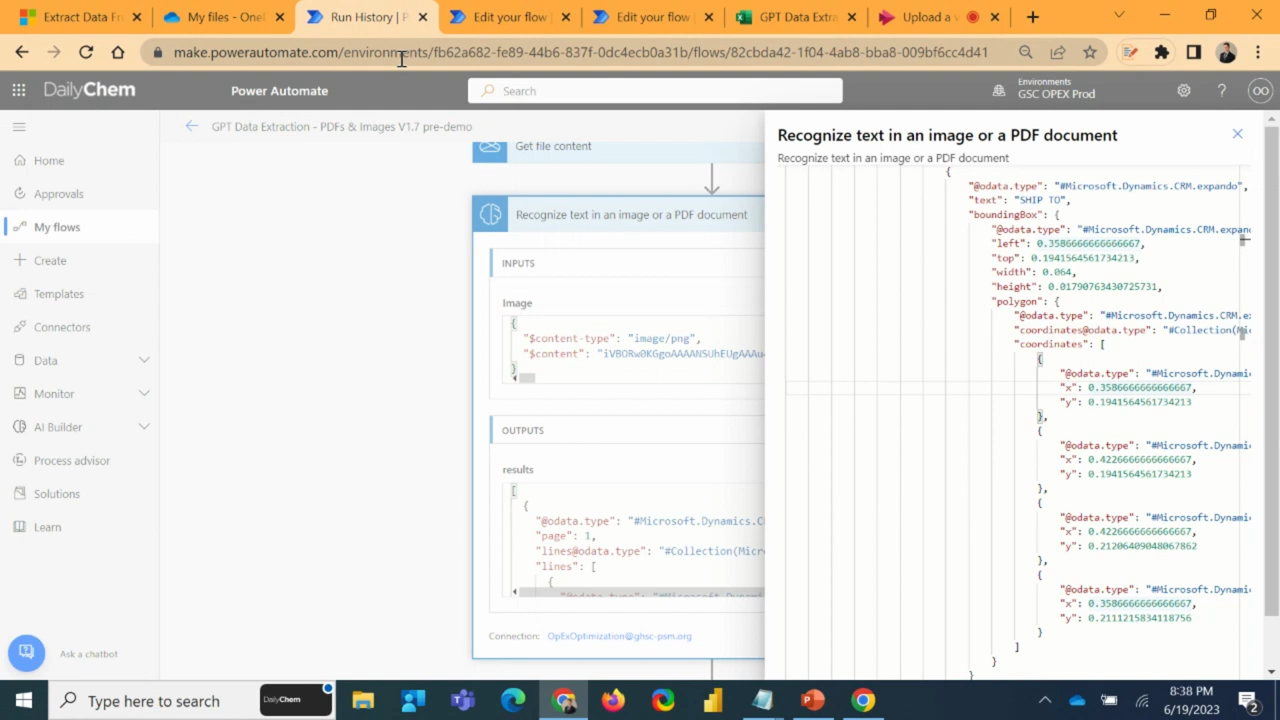 Extract Data Fr
My files - OneD
Run History | P
Edit your flow |
Edit your flow |
GPT Data Extra
Upload a v
make.powerautomate.com/environments/fb62a682-fe89-44b6-837f-0dc4ecb0a31b/flows/82cbda42-1f04-4ab8-bba8-009bf6cc4d41
DailyChem
Power Automate
Search
Environments
GSC OPEX Prod
OO
GPT Data Extraction - PDFs & Images V1.7 pre-demo
Home
Approvals
My flows
Create
Templates
Connectors
Data
Monitor
AI Builder
Process advisor
Solutions
Learn
Ask a chatbot
Get file content
Recognize text in an image or a PDF document
INPUTS
Image
{
"$content-type": "image/png",
"$content": "iVBORw0KGgoAAAANSUhEUgAAAu
}
OUTPUTS
results
[
{
"@odata.type": "#Microsoft.Dynamics.C
"page": 1,
"lines@odata.type": "#Collection(Micr
"lines": [
{
Connection: OpExOptimization@ghsc-psm.org
Recognize text in an image or a PDF document
Recognize text in an image or a PDF document
{
"@odata.type": "#Microsoft.Dynamics.CRM.expando",
"text": "SHIP TO",
"boundingBox": {
"@odata.type": "#Microsoft.Dynamics.CRM.expan
"left": 0.3586666666666667,
"top": 0.1941564561734213,
"width": 0.064,
"height": 0.01790763430725731,
"polygon": {
"@odata.type": "#Microsoft.Dynamics.CRM.e
"coordinates@odata.type": "#Collection(Mic
"coordinates": [
{
"@odata.type": "#Microsoft.Dynami
"x": 0.3586666666666667,
"y": 0.1941564561734213
},
{
"@odata.type": "#Microsoft.Dynami
"x": 0.4226666666666667,
"y": 0.1941564561734213
},
{
"@odata.type": "#Microsoft.Dynami
"x": 0.4226666666666667,
"y": 0.21206409048067862
},
{
"@odata.type": "#Microsoft.Dynami
"x": 0.3586666666666667,
"y": 0.2111215834118756
}
]
}
}
Type here to search
DailyChem
8:38 PM
6/19/2023
2